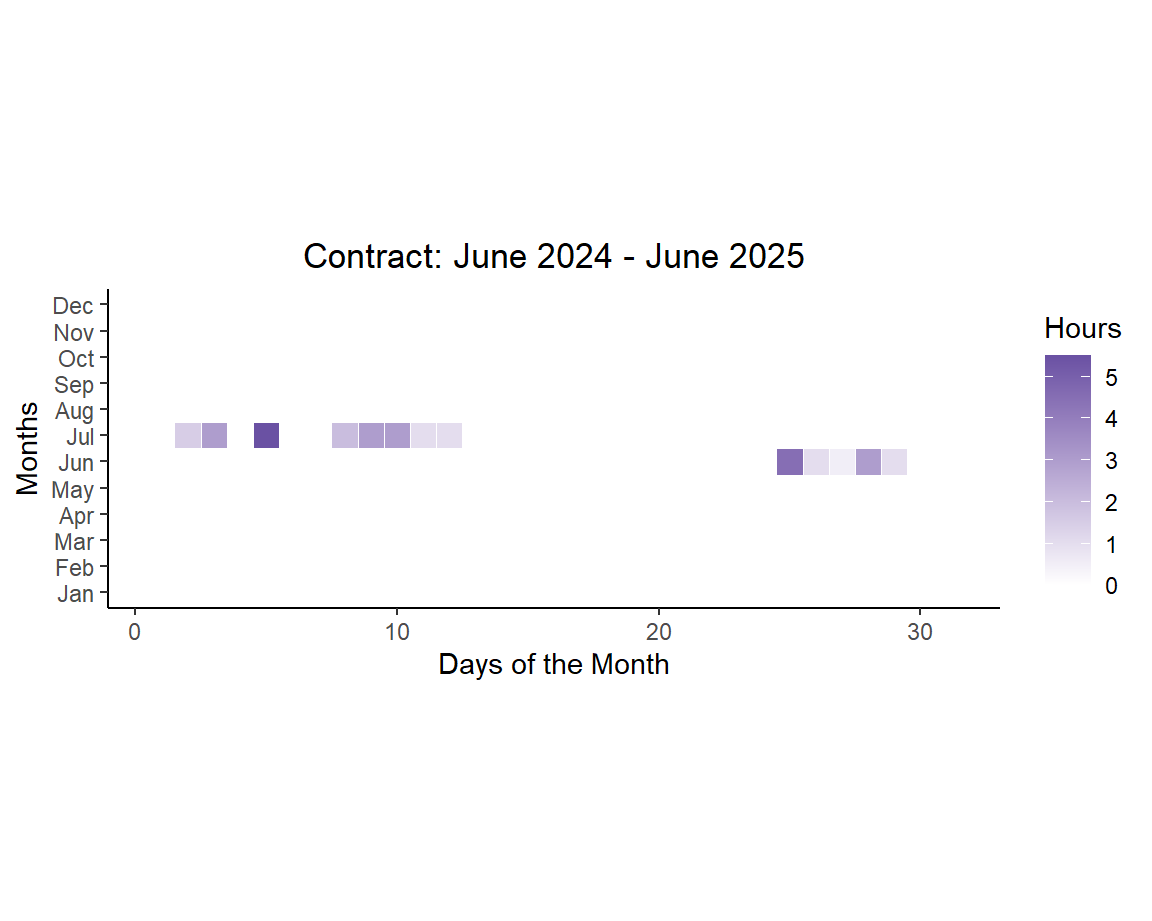 Contract: June 2024 - June 2025
Months
Dec
Nov
Oct
Sep
Aug
Jul
Jun
May
Apr
Mar
Feb
Jan
0 10 20 30
Days of the Month
Hours
5
4
3
2
1
0